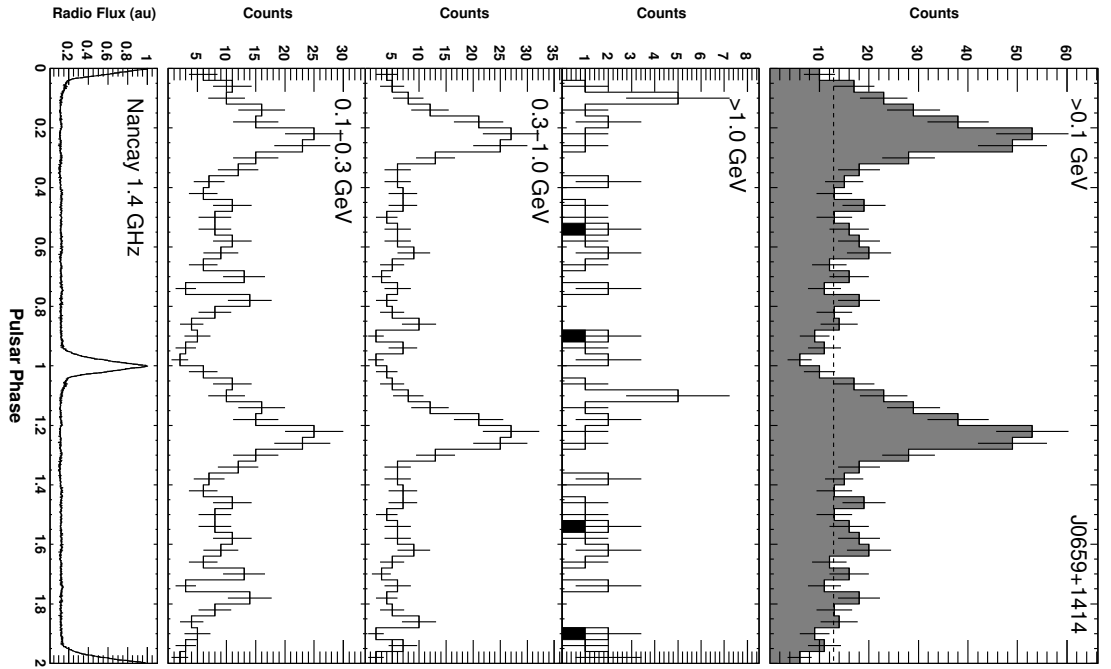 Counts
60
50
40
30
20
10
>0.1 GeV
J0659+1414
Counts
8
7
6
5
4
3
2
1
>1.0 GeV
Counts
35
30
25
20
15
10
5
0.3−1.0 GeV
Counts
30
25
20
15
10
5
0.1−0.3 GeV
Radio Flux (au)
1
0.8
0.6
0.4
0.2
Nancay 1.4 GHz
0 0.2 0.4 0.6 0.8 1 1.2 1.4 1.6 1.8 2
Pulsar Phase